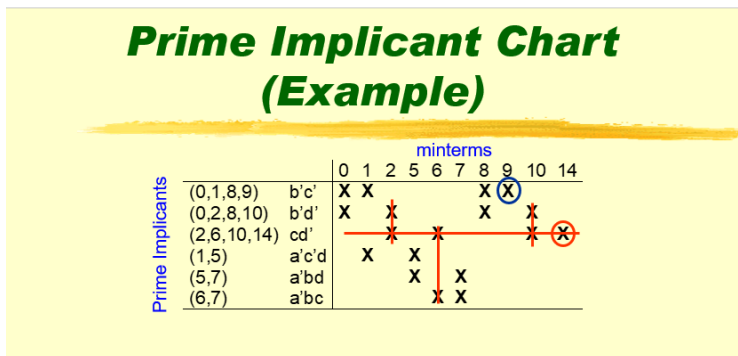 Prime Implicant Chart
(Example)
minterms
0 1 2 5 6 7 8 9 10 14
Prime Implicants
(0,1,8,9) b'c' X X X X
(0,2,8,10) b'd' X X X X
(2,6,10,14) cd' X X X X
(1,5) a'c'd X X
(5,7) a'bd X X
(6,7) a'bc X X